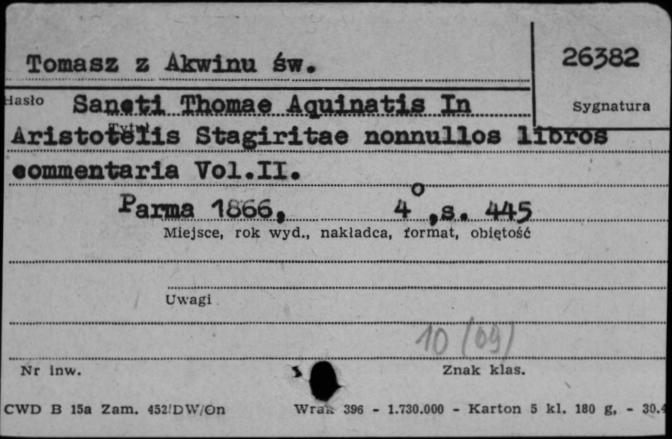 Tomasz z Akwinu św.
26382
Hasło Sancti Thomae Aquinatis In
Sygnatura
Aristotelis Stagiritae nonnullos libros
commentaria Vol.II.
Parma 1866, 4° ,s. 445
Miejsce, rok wyd., nakładca, format, objętość
Uwagi
10 (09)
Nr inw.
Znak klas.
CWD B 15a Zam. 452/DW/On Wrak 396 - 1.730.000 - Karton 5 kl. 180 g, - 30.4